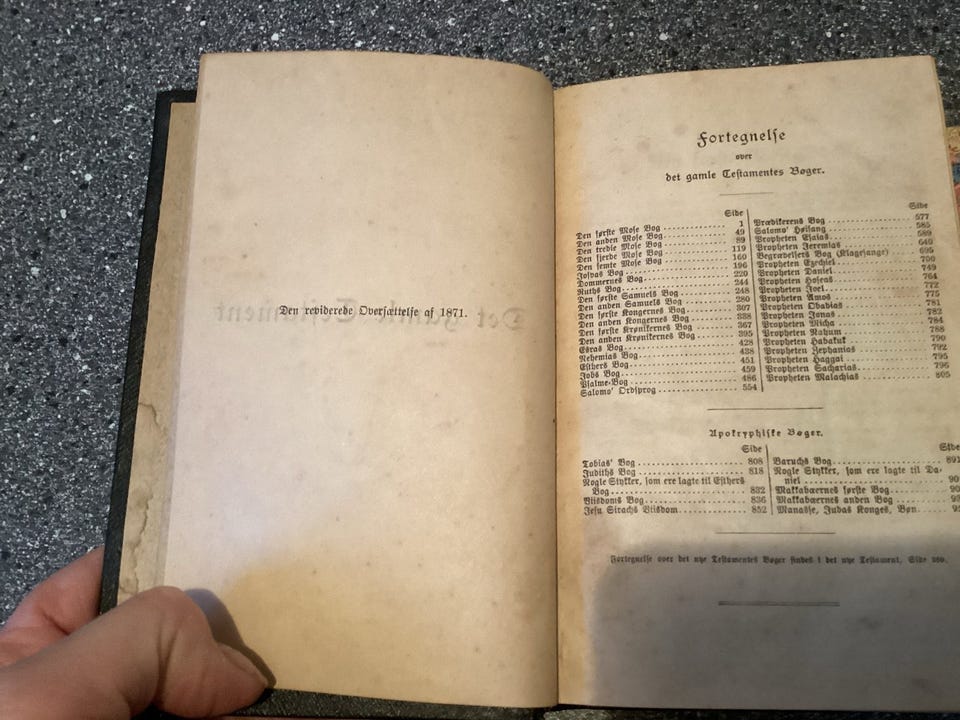 Den reviderede Oversættelse af 1871.
Fortegnelse
over
det gamle Testamentes Bøger.
Side
Den første Mose Bog 1
Den anden Mose Bog 49
Den tredie Mose Bog 89
Den fjerde Mose Bog 119
Den femte Mose Bog 160
Josvas Bog 196
Dommernes Bog 220
Ruths Bog 244
Den første Samuels Bog 248
Den anden Samuels Bog 280
Den første Kongernes Bog 307
Den anden Kongernes Bog 338
Den første Krønikernes Bog 367
Den anden Krønikernes Bog 395
Esras Bog 428
Nehemias Bog 438
Esthers Bog 451
Jobs Bog 459
Psalme-Bog 486
Salomo' Ordsprog 554
Side
Prædikerens Bog 577
Salomo' Høisang 585
Propheten Esaias 589
Propheten Jeremias 640
Begrædelses Bog (Klagesange) 695
Propheten Ezechiel 700
Propheten Daniel 749
Propheten Hoseas 764
Propheten Joel 772
Propheten Amos 775
Propheten Obadias 781
Propheten Jonas 782
Propheten Micha 784
Propheten Nahum 788
Propheten Habakuk 790
Propheten Zephanias 792
Propheten Haggai 795
Propheten Sacharias 796
Propheten Malachias 805
Apokryphiske Bøger.
Side
Tobias' Bog 808
Judiths Bog 818
Nogle Stykker, som ere lagte til Esthers
Bog 832
Viisdoms Bog 836
Jesu Sirachs Viisdom 852
Side
Baruchs Bog 891
Nogle Stykker, som ere lagte til Da-
niel
Makkabæernes første Bog
Makkabæernes anden Bog
Manasse, Judas Konges, Bøn.
Fortegnelse over det nye Testamentes Bøger findes i det nye Testament, Side